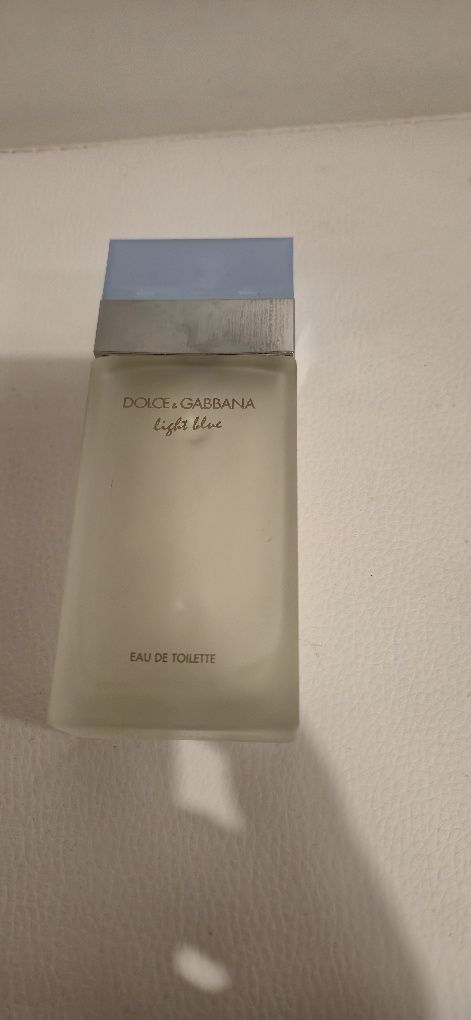 DOLCE & GABBANA
light blue
EAU DE TOILETTE